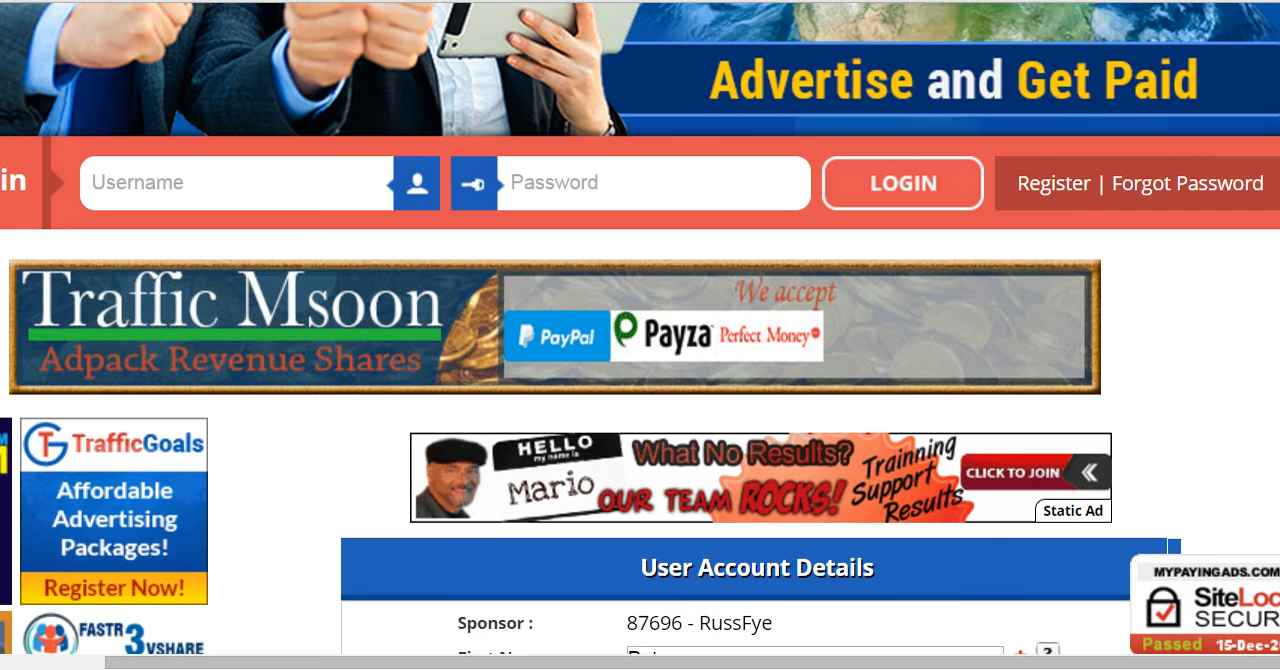 Advertise and Get Paid
in
Username
Password
LOGIN
Register | Forgot Password
Traffic Msoon
Adpack Revenue Shares
We accept
PayPal
Payza
Perfect Money
TrafficGoals
Affordable
Advertising
Packages!
Register Now!
FASTR
3
VSHARE
HELLO
my name is
Mario
What No Results?
OUR TEAM ROCKS!
Trainning
Support
Results
CLICK TO JOIN
Static Ad
User Account Details
Sponsor :
87696 - RussFye
?
MYPAYINGADS.COM
SiteLoc
SECUR
Passed 15-Dec-2